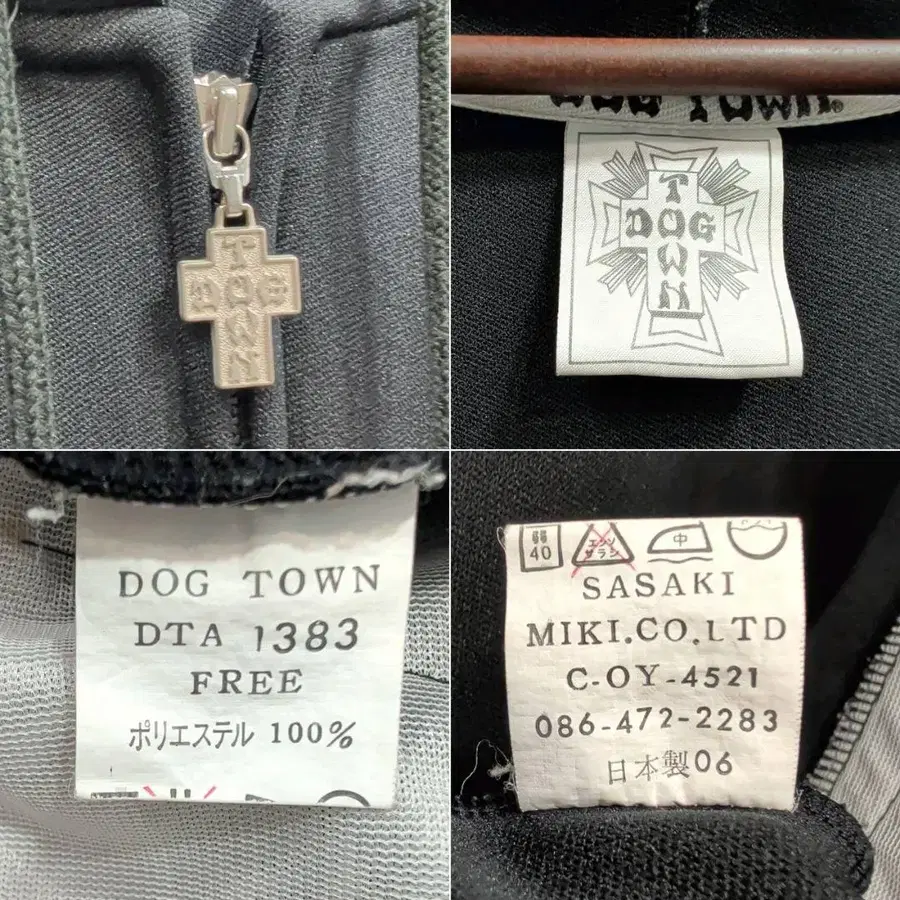 T
DOG
W
N
DOG TOWN®
T
DOG
W
N
DOG TOWN
DTA 1383
FREE
ポリエステル 100%
40
エンソ
サラシ
中
SASAKI
MIKI.CO.LTD
C-OY-4521
086-472-2283
日本製06